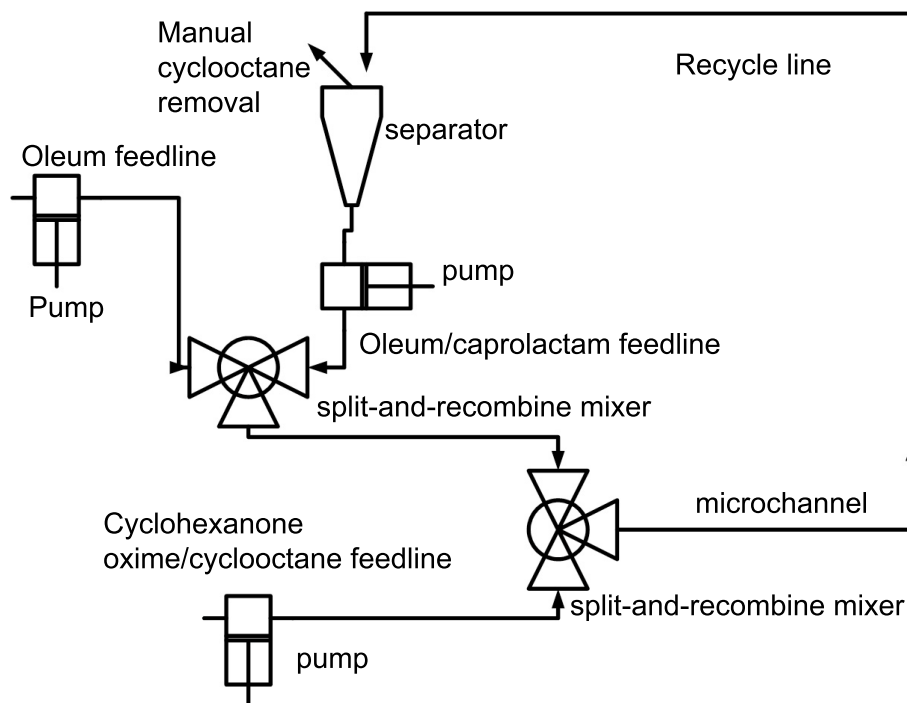 Manual
cyclooctane
removal
Recycle line
separator
Oleum feedline
pump
Pump
Oleum/caprolactam feedline
split-and-recombine mixer
microchannel
Cyclohexanone
oxime/cyclooctane feedline
split-and-recombine mixer
pump